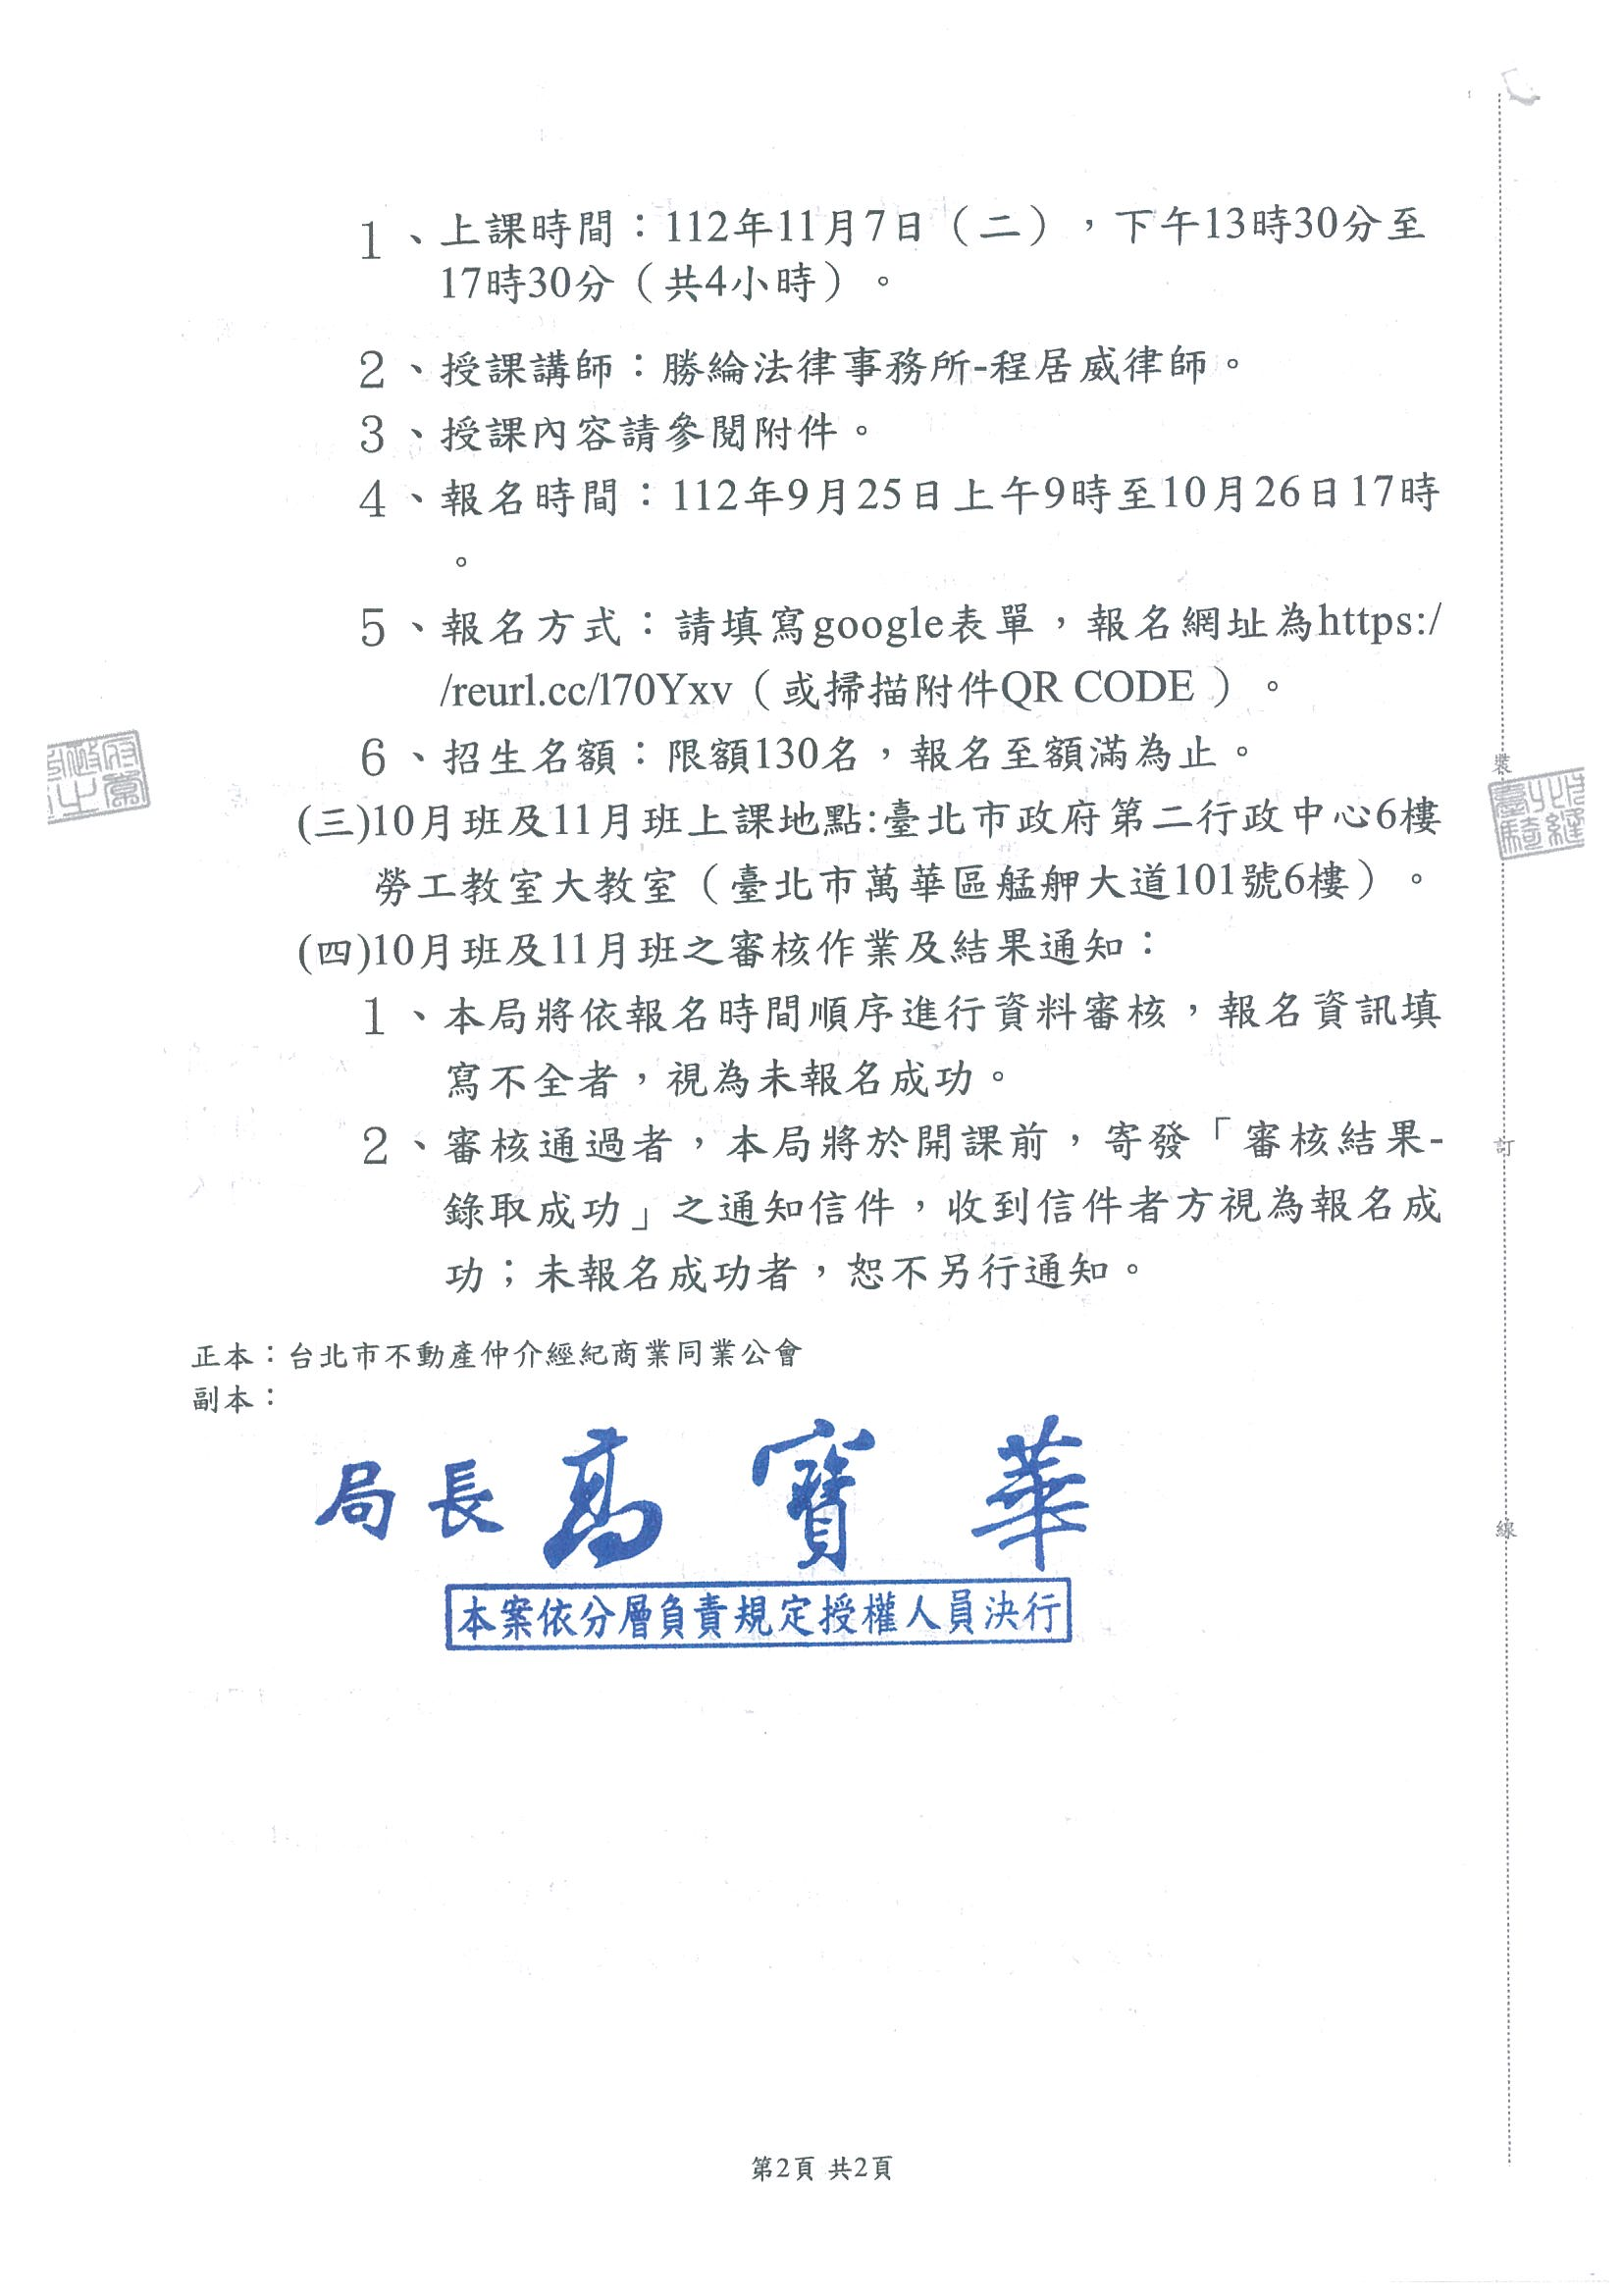 1、上課時間：112年11月7日（二），下午13時30分至
17時30分（共4小時）。
2、授課講師：勝綸法律事務所-程居威律師。
3、授課內容請參閱附件。
4、報名時間：112年9月25日上午9時至10月26日17時
。
5、報名方式：請填寫google表單，報名網址為https:/
/reurl.cc/l70Yxv（或掃描附件QR CODE）。
6、招生名額：限額130名，報名至額滿為止。
(三)10月班及11月班上課地點:臺北市政府第二行政中心6樓
勞工教室大教室（臺北市萬華區艋舺大道101號6樓）。
(四)10月班及11月班之審核作業及結果通知：
1、本局將依報名時間順序進行資料審核，報名資訊填
寫不全者，視為未報名成功。
2、審核通過者，本局將於開課前，寄發「審核結果-
錄取成功」之通知信件，收到信件者方視為報名成
功；未報名成功者，恕不另行通知。
正本：台北市不動產仲介經紀商業同業公會
副本：
局長 高寶華
本案依分層負責規定授權人員決行
裝
訂
線
第2頁 共2頁